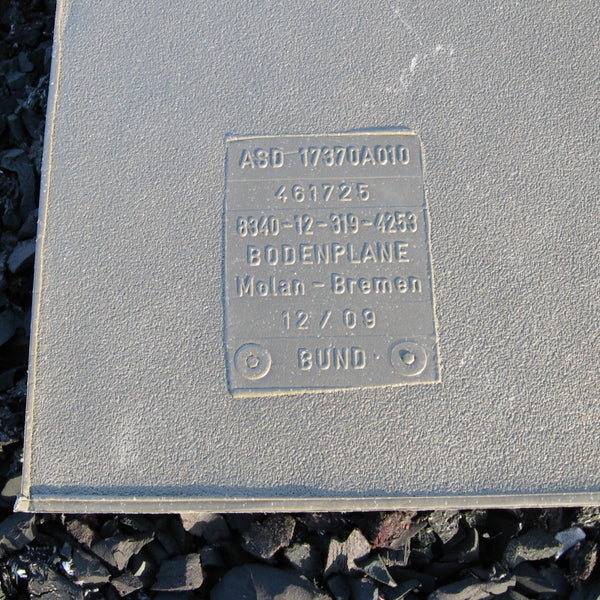 ASD 17370A010
461725
8340-12-319-4253
BODENPLANE
Molan - Bremen
12 / 09
BUND